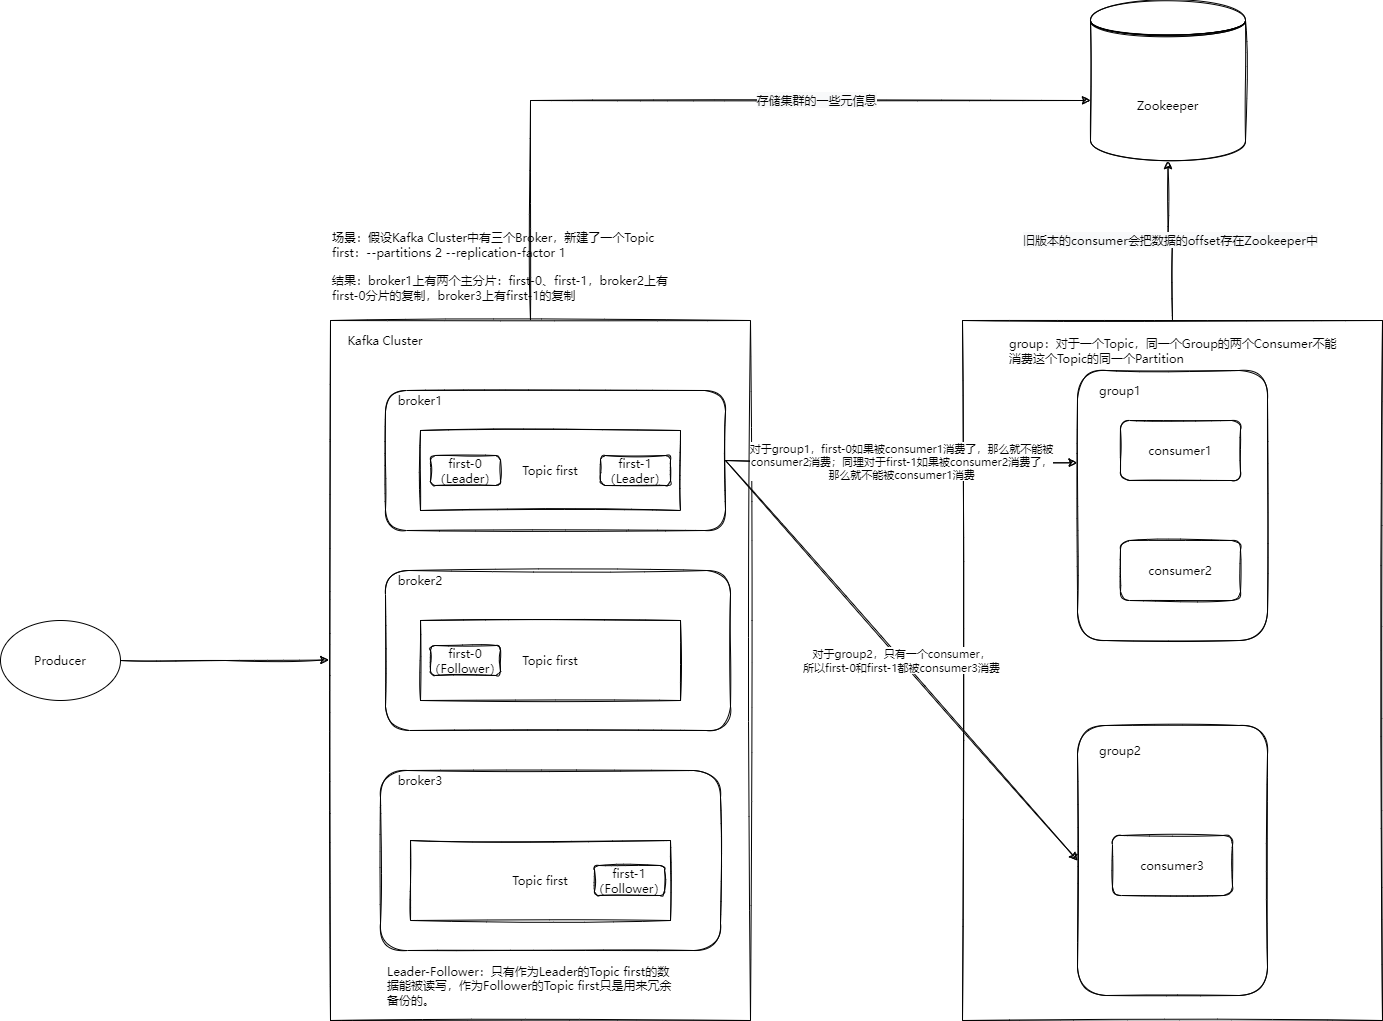 Zookeeper
存储集群的一些元信息
场景：假设Kafka Cluster中有三个Broker，新建了一个Topic
first：--partitions 2 --replication-factor 1
结果：broker1上有两个主分片：first-0、first-1，broker2上有
first-0分片的复制，broker3上有first-1的复制
旧版本的consumer会把数据的offset存在Zookeeper中
Kafka Cluster
group：对于一个Topic，同一个Group的两个Consumer不能
消费这个Topic的同一个Partition
broker1
first-0
（Leader）
Topic first
first-1
（Leader）
对于group1，first-0如果被consumer1消费了，那么就不能被
consumer2消费；同理对于first-1如果被consumer2消费了，
那么就不能被consumer1消费
group1
consumer1
consumer2
broker2
first-0
（Follower）
Topic first
Producer
对于group2，只有一个consumer，
所以first-0和first-1都被consumer3消费
group2
consumer3
broker3
Topic first
first-1
（Follower）
Leader-Follower：只有作为Leader的Topic first的数
据能被读写，作为Follower的Topic first只是用来冗余
备份的。